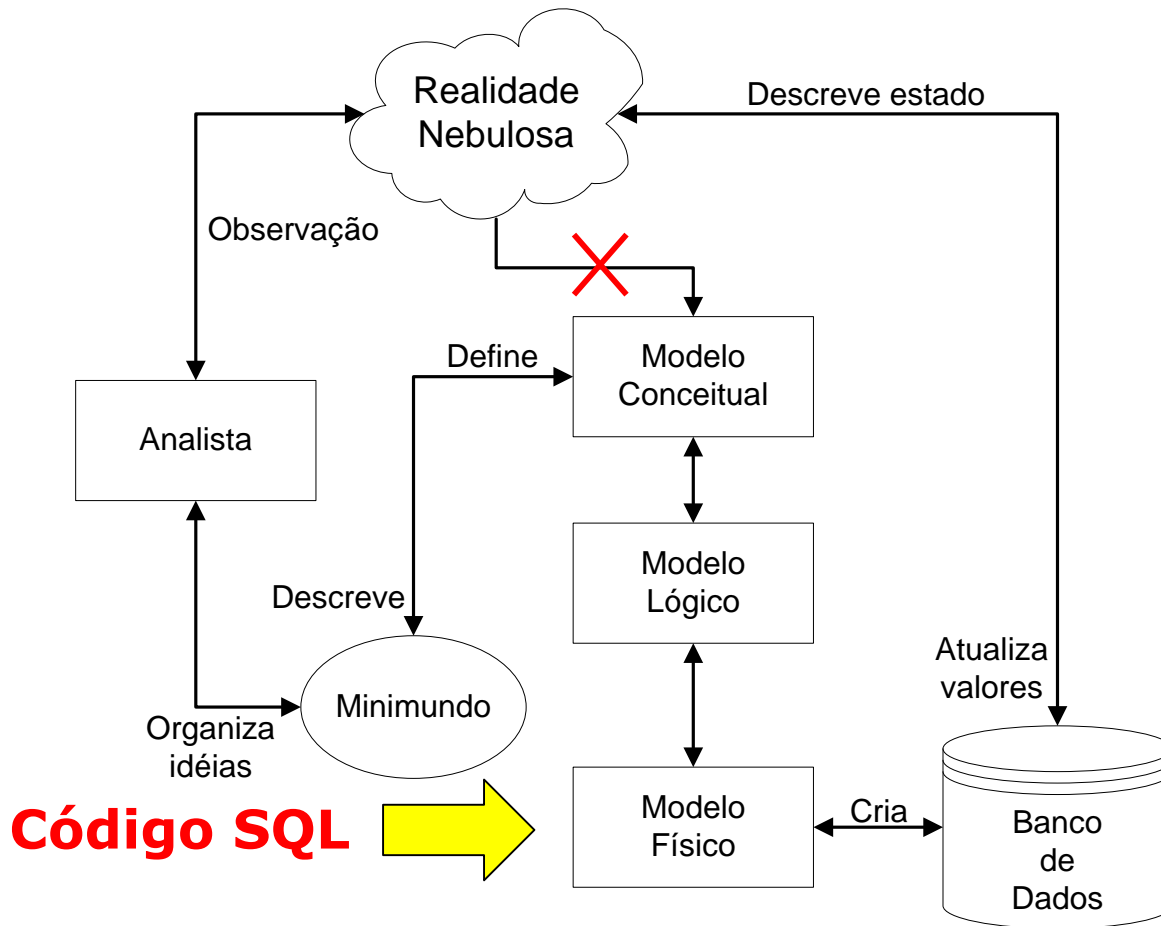 Realidade
Nebulosa
Descreve estado
Observação
Define
Modelo
Conceitual
Analista
Modelo
Lógico
Descreve
Atualiza
valores
Minimundo
Organiza
idéias
Código SQL
Modelo
Físico
Cria
Banco
de
Dados